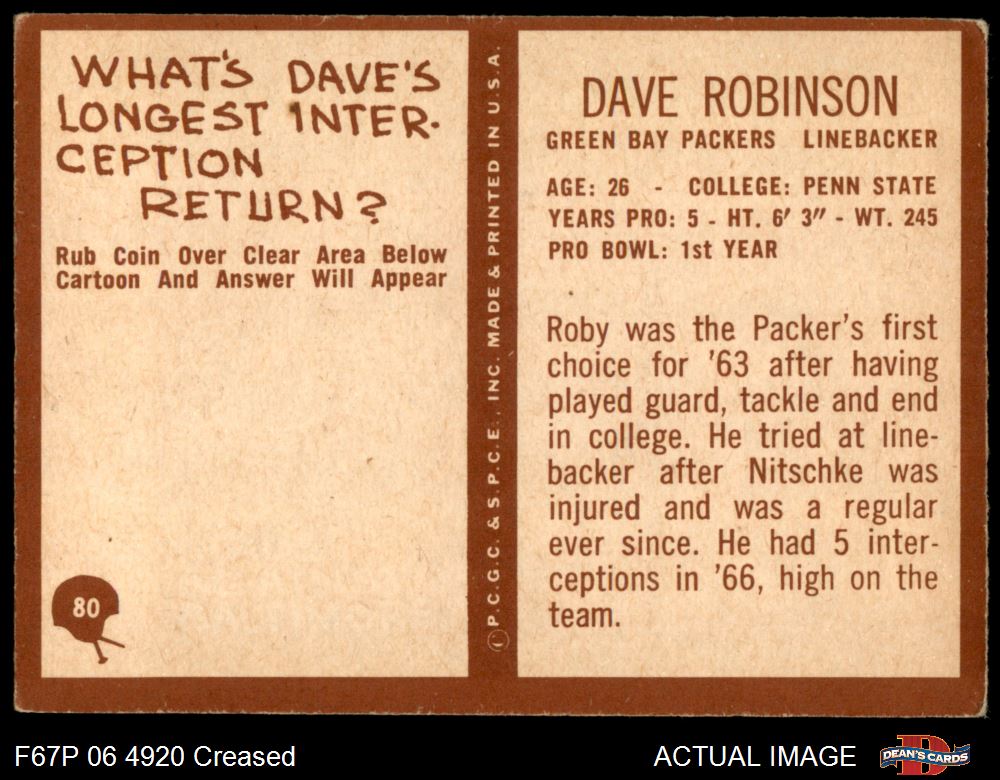 WHAT'S DAVE'S
LONGEST INTER-
CEPTION
RETURN?
Rub Coin Over Clear Area Below
Cartoon And Answer Will Appear
80
© P.C.G.C. & S.P.C.E., INC. MADE & PRINTED IN U.S.A.
DAVE ROBINSON
GREEN BAY PACKERS LINEBACKER
AGE: 26 - COLLEGE: PENN STATE
YEARS PRO: 5 - HT. 6' 3" - WT. 245
PRO BOWL: 1st YEAR
Roby was the Packer's first
choice for '63 after having
played guard, tackle and end
in college. He tried at line-
backer after Nitschke was
injured and was a regular
ever since. He had 5 inter-
ceptions in '66, high on the
team.
F67P 06 4920 Creased
ACTUAL IMAGE
DEAN'S CARDS